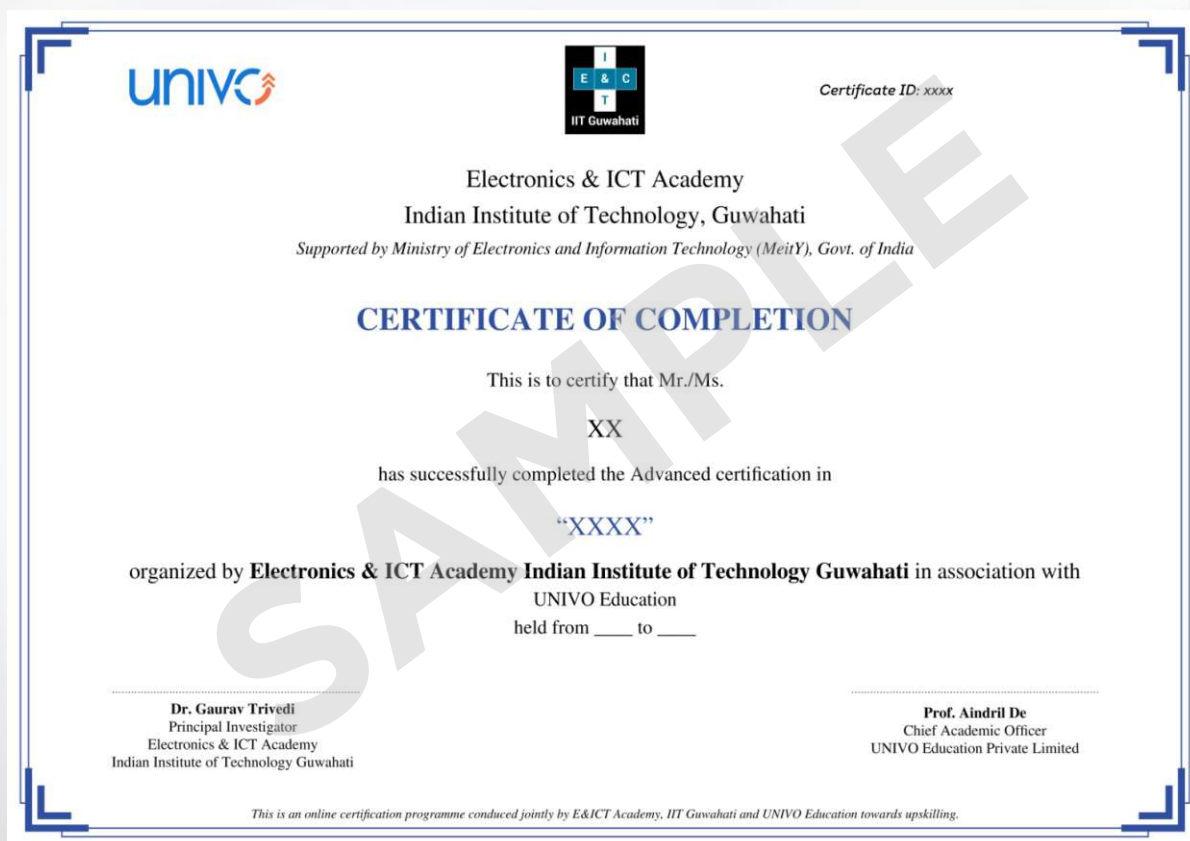 UNIVO
I
E & C
T
IIT Guwahati
Certificate ID: xxxx
Electronics & ICT Academy
Indian Institute of Technology, Guwahati
Supported by Ministry of Electronics and Information Technology (MeitY), Govt. of India
CERTIFICATE OF COMPLETION
This is to certify that Mr./Ms.
XX
has successfully completed the Advanced certification in
“XXXX”
organized by Electronics & ICT Academy Indian Institute of Technology Guwahati in association with
UNIVO Education
held from ____ to ____
SAMPLE
Dr. Gaurav Trivedi
Principal Investigator
Electronics & ICT Academy
Indian Institute of Technology Guwahati
Prof. Aindril De
Chief Academic Officer
UNIVO Education Private Limited
This is an online certification programme conduced jointly by E&ICT Academy, IIT Guwahati and UNIVO Education towards upskilling.